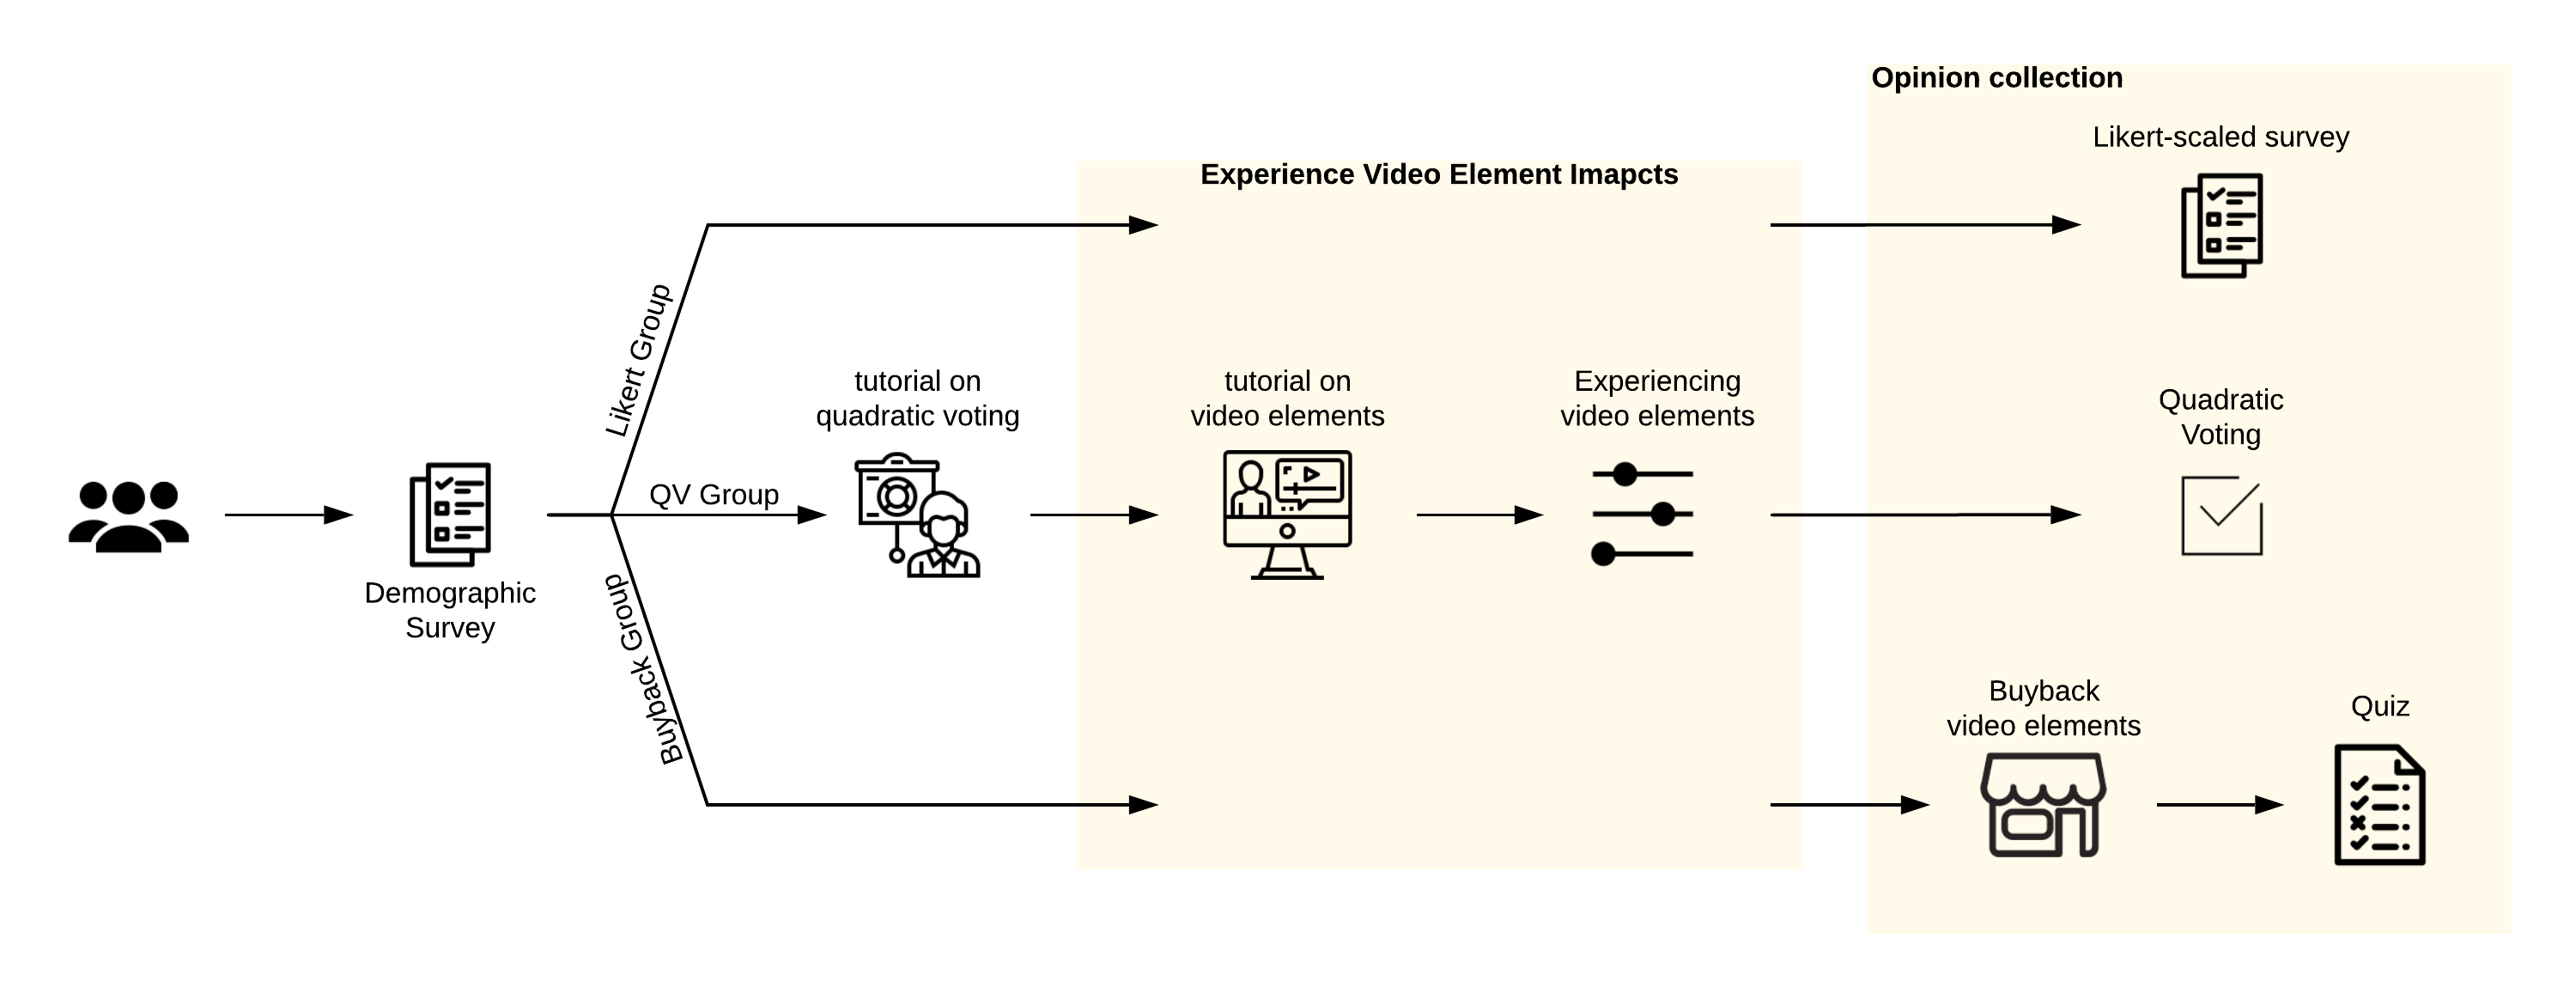 Opinion collection
Likert-scaled survey
Experience Video Element Imapcts
Likert Group
tutorial on
quadratic voting
tutorial on
video elements
Experiencing
video elements
Quadratic
Voting
QV Group
Demographic
Survey
Buyback Group
Buyback
video elements
Quiz